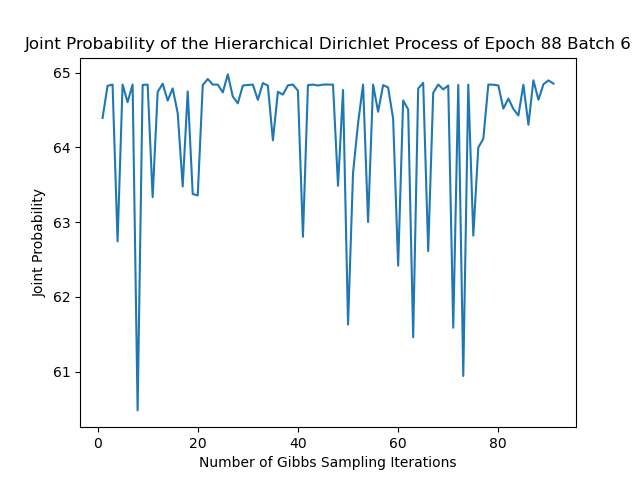 Joint Probability of the Hierarchical Dirichlet Process of Epoch 88 Batch 6
65
64
63
62
61
Joint Probability
0 20 40 60 80
Number of Gibbs Sampling Iterations